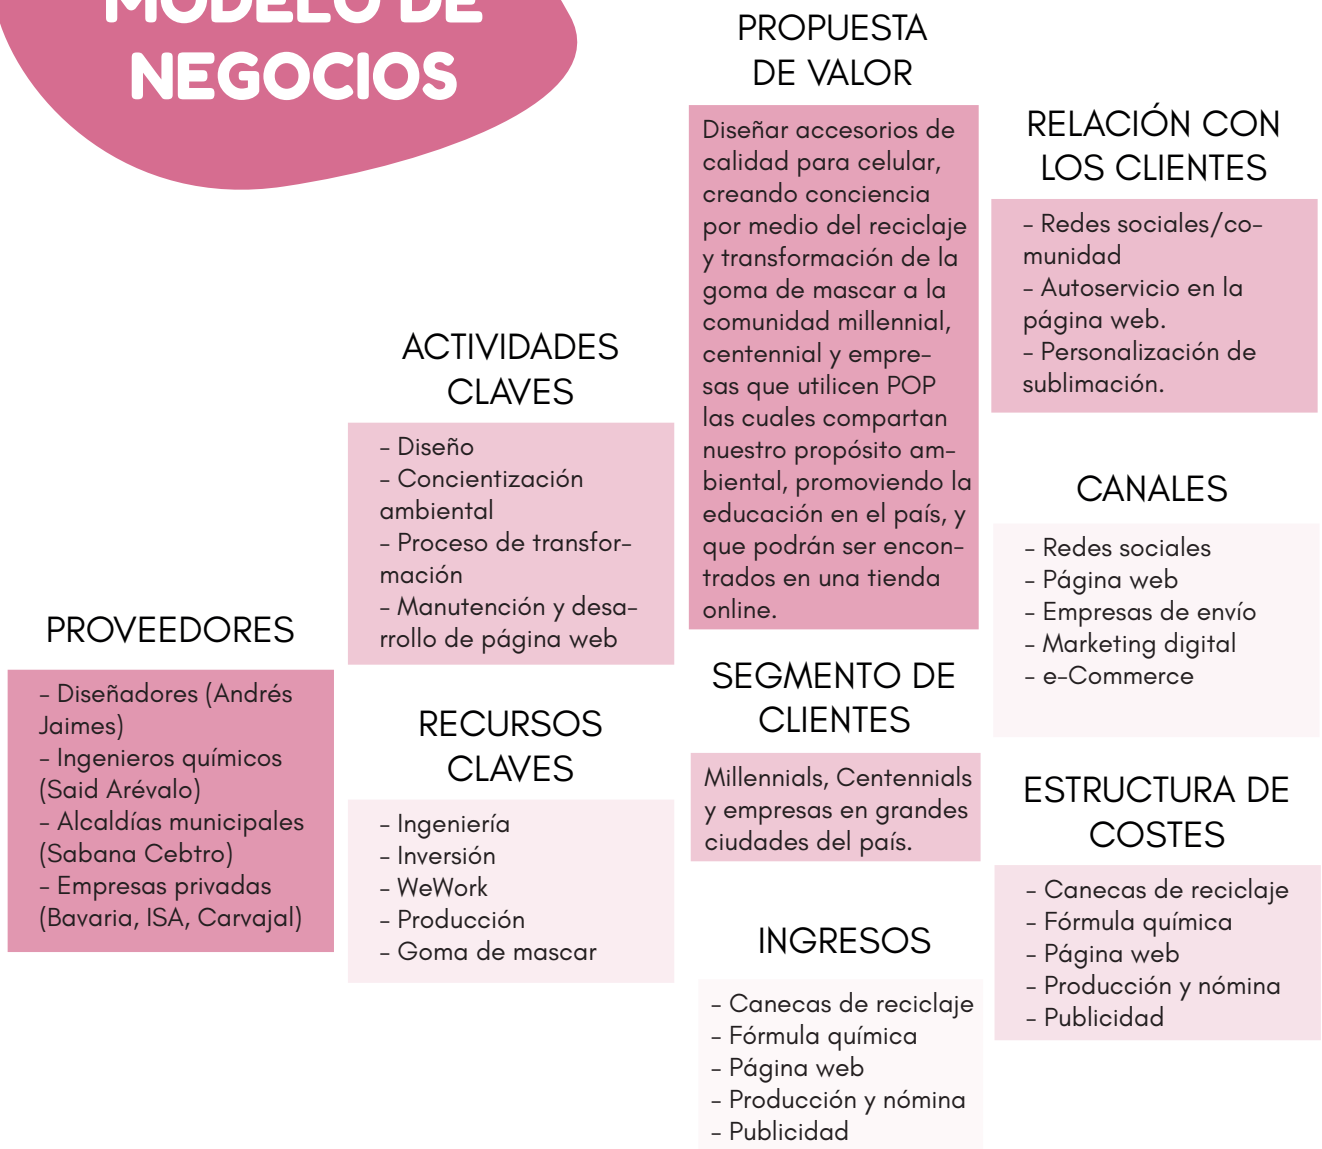 MODELO DE
NEGOCIOS
PROVEEDORES
- Diseñadores (Andrés
Jaimes)
- Ingenieros químicos
(Said Arévalo)
- Alcaldías municipales
(Sabana Cebtro)
- Empresas privadas
(Bavaria, ISA, Carvajal)
ACTIVIDADES
CLAVES
- Diseño
- Concientización
ambiental
- Proceso de transfor-
mación
- Manutención y desa-
rrollo de página web
RECURSOS
CLAVES
- Ingeniería
- Inversión
- WeWork
- Producción
- Goma de mascar
PROPUESTA
DE VALOR
Diseñar accesorios de
calidad para celular,
creando conciencia
por medio del reciclaje
y transformación de la
goma de mascar a la
comunidad millennial,
centennial y empre-
sas que utilicen POP
las cuales compartan
nuestro propósito am-
biental, promoviendo la
educación en el país, y
que podrán ser encon-
trados en una tienda
online.
SEGMENTO DE
CLIENTES
Millennials, Centennials
y empresas en grandes
ciudades del país.
INGRESOS
- Canecas de reciclaje
- Fórmula química
- Página web
- Producción y nómina
- Publicidad
RELACIÓN CON
LOS CLIENTES
- Redes sociales/co-
munidad
- Autoservicio en la
página web.
- Personalización de
sublimación.
CANALES
- Redes sociales
- Página web
- Empresas de envío
- Marketing digital
- e-Commerce
ESTRUCTURA DE
COSTES
- Canecas de reciclaje
- Fórmula química
- Página web
- Producción y nómina
- Publicidad